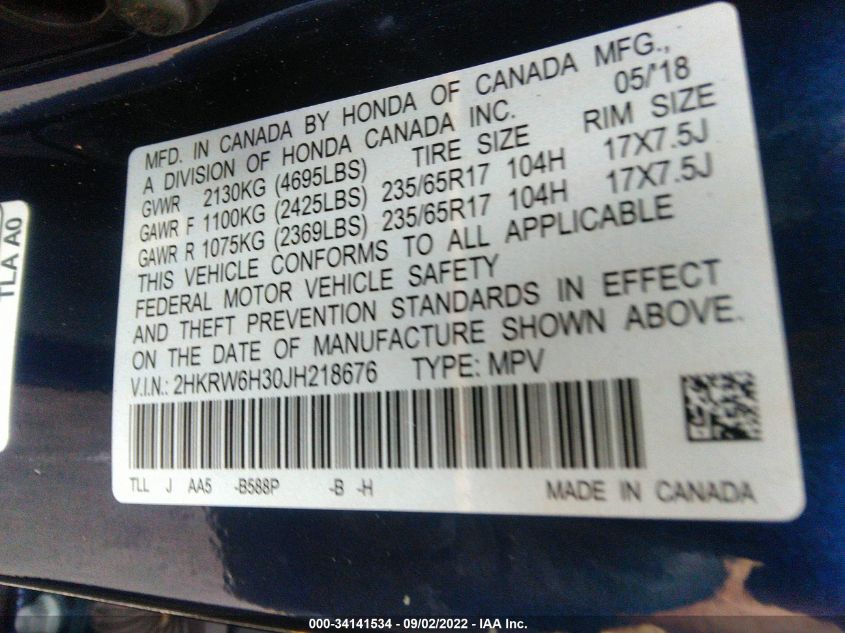 MFD. IN CANADA BY HONDA OF CANADA MFG.,
A DIVISION OF HONDA CANADA INC. 05/'18
GVWR 2130KG (4695LBS) TIRE SIZE RIM SIZE
GAWR F 1100KG (2425LBS) 235/65R17 104H 17X7.5J
GAWR R 1075KG (2369LBS) 235/65R17 104H 17X7.5J
THIS VEHICLE CONFORMS TO ALL APPLICABLE
FEDERAL MOTOR VEHICLE SAFETY
AND THEFT PREVENTION STANDARDS IN EFFECT
ON THE DATE OF MANUFACTURE SHOWN ABOVE.
V.I.N.: 2HKRW6H30JH218676 TYPE: MPV
TLL J AA5 -B588P -B -H MADE IN CANADA
TLA A0
000-34141534 - 09/02/2022 - IAA Inc.